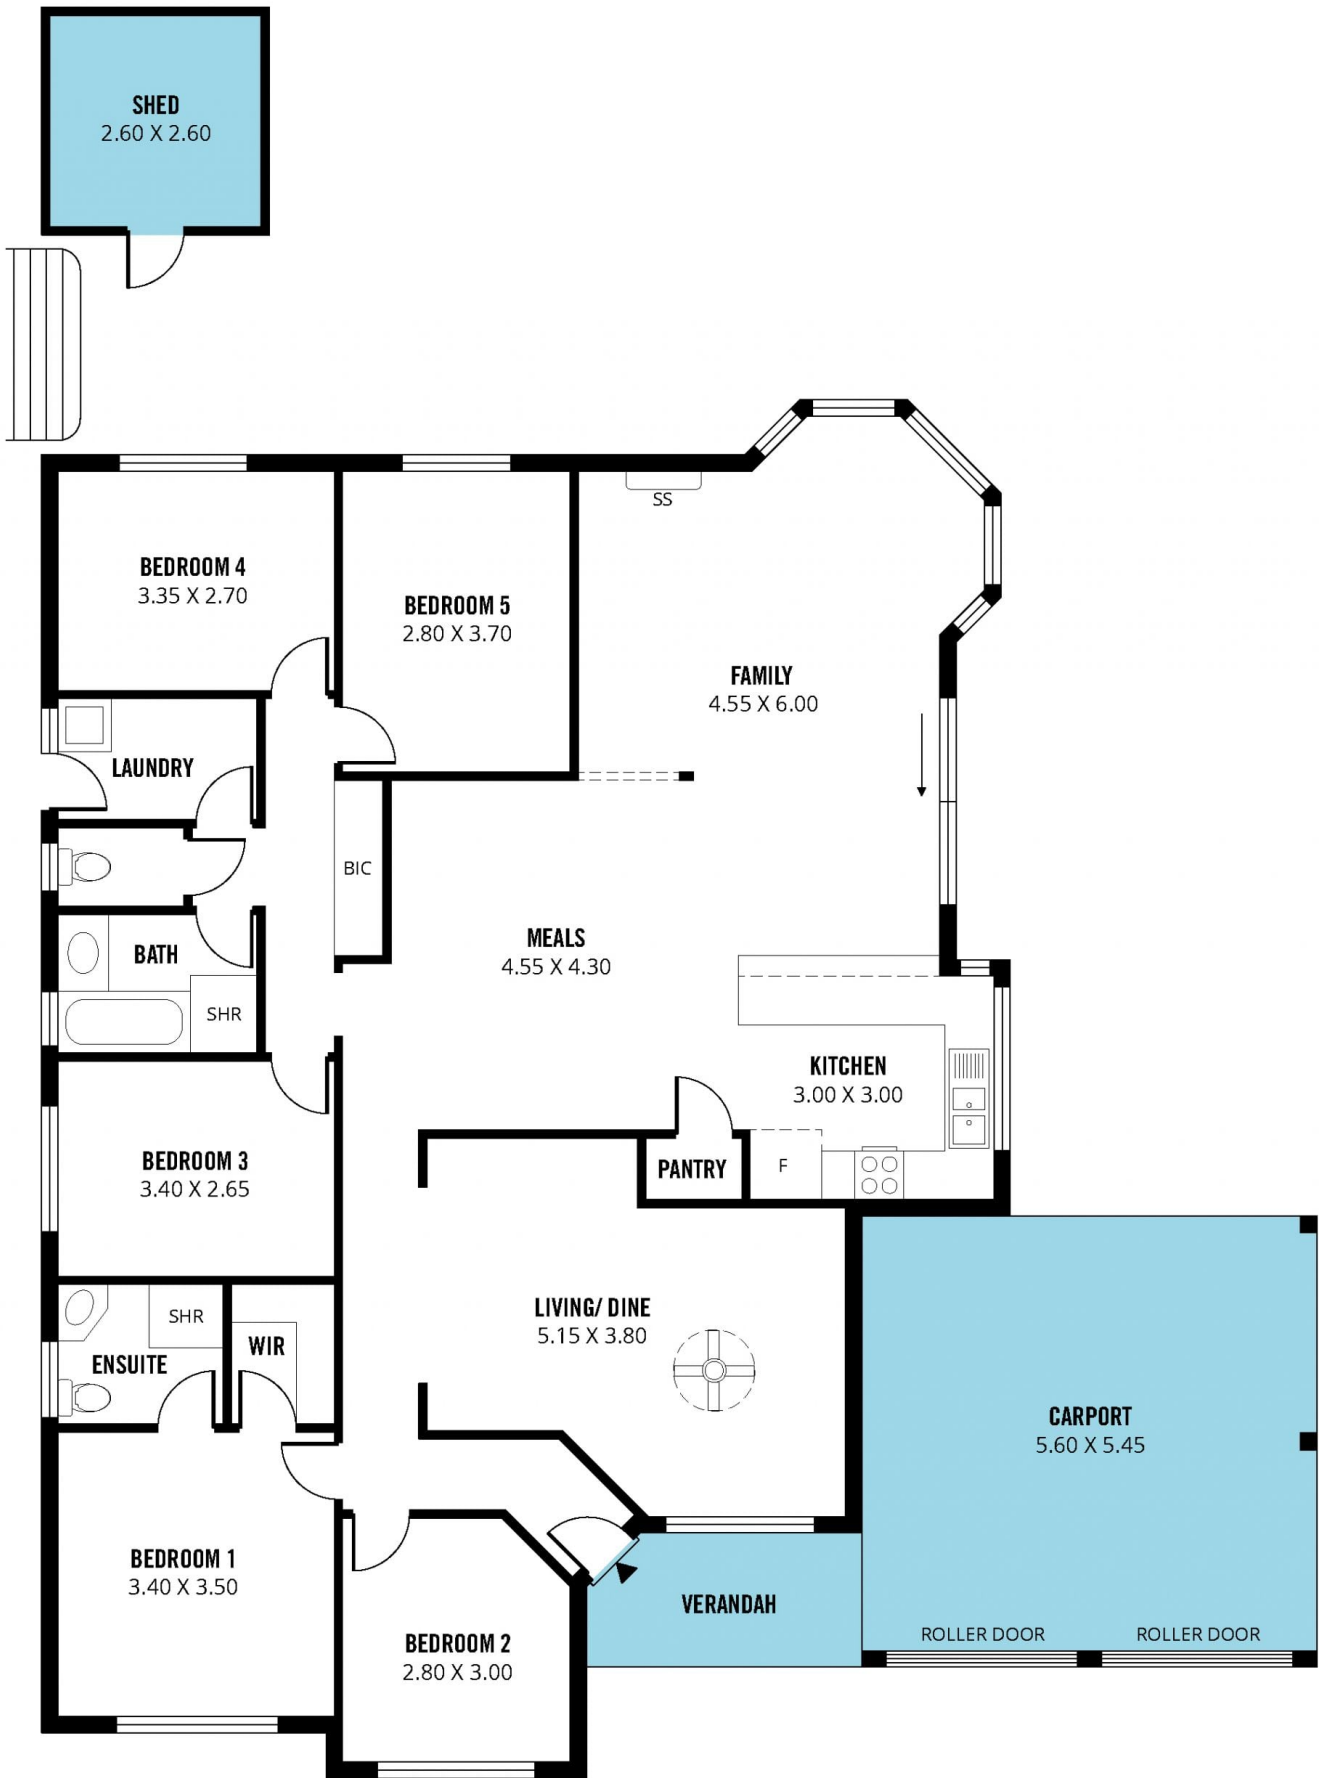 SHED
2.60 X 2.60
SS
BEDROOM 4
3.35 X 2.70
BEDROOM 5
2.80 X 3.70
FAMILY
4.55 X 6.00
LAUNDRY
BIC
MEALS
4.55 X 4.30
BATH
SHR
KITCHEN
3.00 X 3.00
BEDROOM 3
3.40 X 2.65
PANTRY
F
LIVING/ DINE
5.15 X 3.80
SHR
WIR
ENSUITE
CARPORT
5.60 X 5.45
BEDROOM 1
3.40 X 3.50
VERANDAH
BEDROOM 2
2.80 X 3.00
ROLLER DOOR
ROLLER DOOR